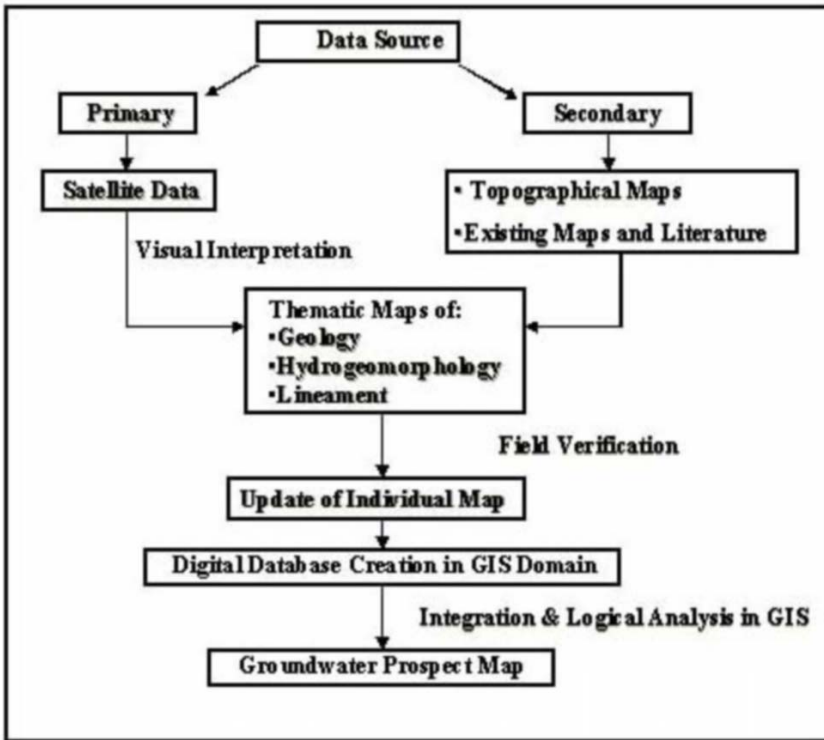 Data Source
Primary
Secondary
Satellite Data
• Topographical Maps
•Existing Maps and Literature
Visual Interpretation
Thematic Maps of:
•Geology
•Hydrogeomorphology
•Lineament
Field Verification
Update of Individual Map
Digital Database Creation in GIS Domain
Integration & Logical Analysis in GIS
Groundwater Prospect Map